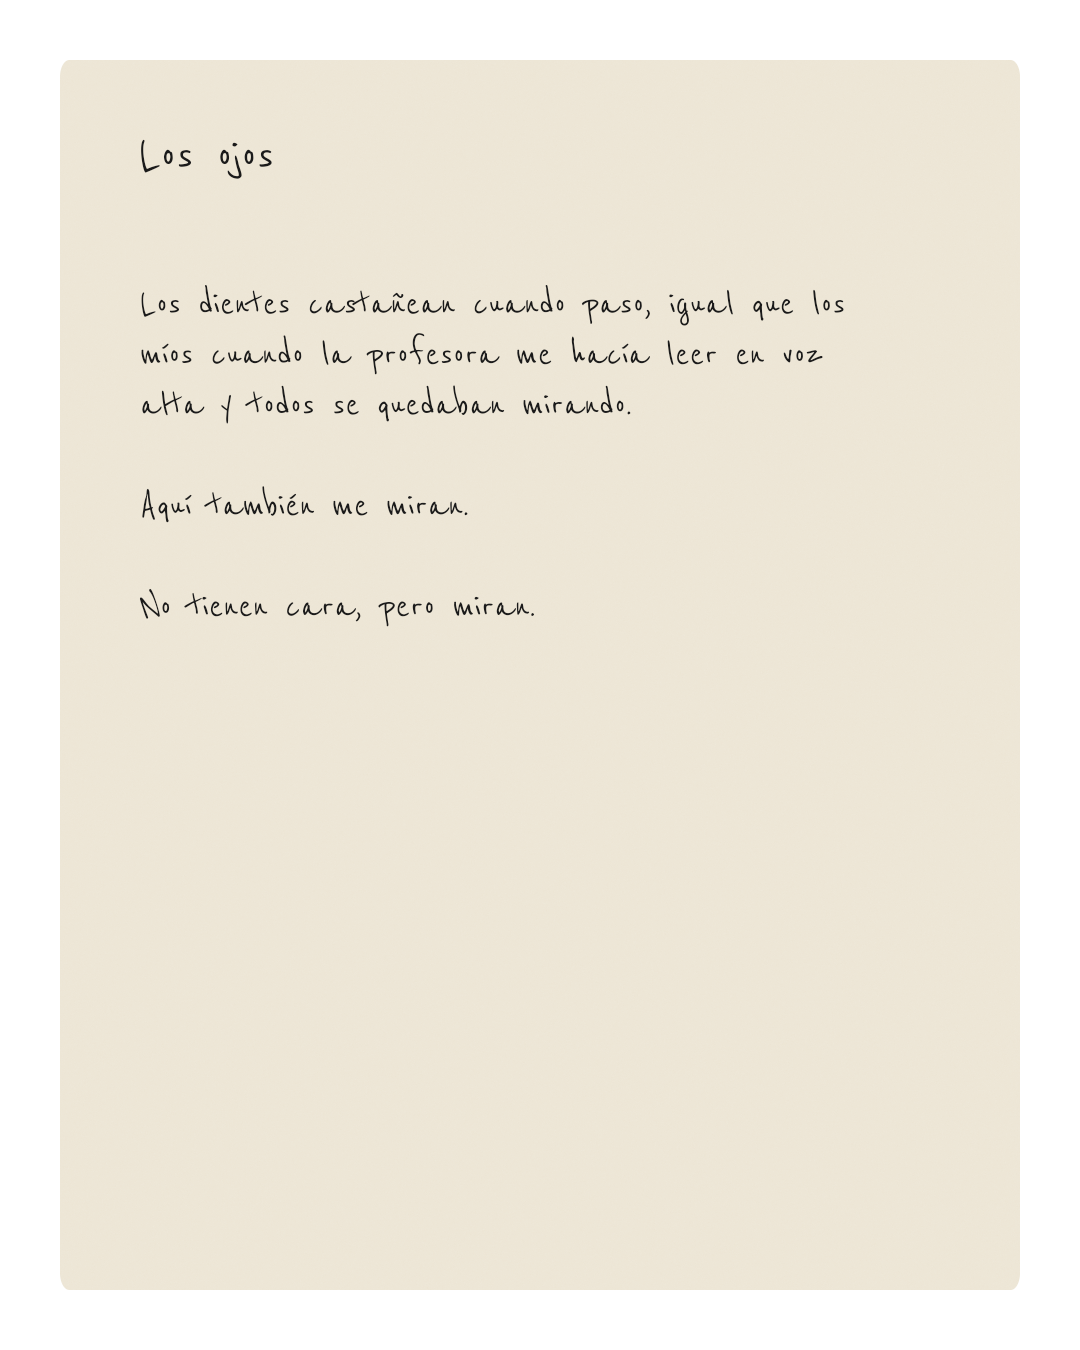 Los ojos
Los dientes castañean cuando paso, igual que los
míos cuando la profesora me hacía leer en voz
alta y todos se quedaban mirando.
Aquí también me miran.
No tienen cara, pero miran.